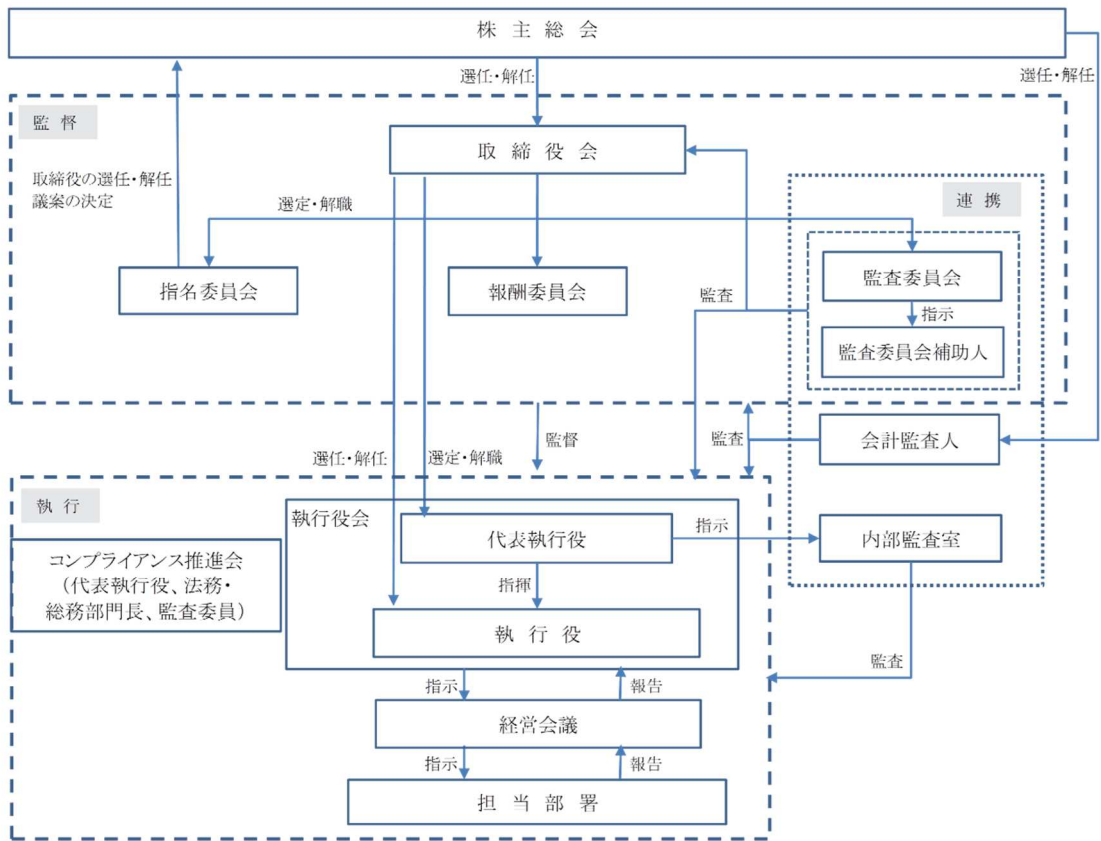 株 主 総 会
選任・解任
選任・解任
監 督
取 締 役 会
取締役の選任・解任
議案の決定
選定・解職
連 携
指名委員会
報酬委員会
監査委員会
監査
指示
監査委員会補助人
監督
監査
会計監査人
選任・解任
選定・解職
執 行
執行役会
代表執行役
指示
内部監査室
コンプライアンス推進会
（代表執行役、法務・
総務部門長、監査委員）
指揮
執 行 役
監査
指示
報告
経営会議
指示
報告
担 当 部 署